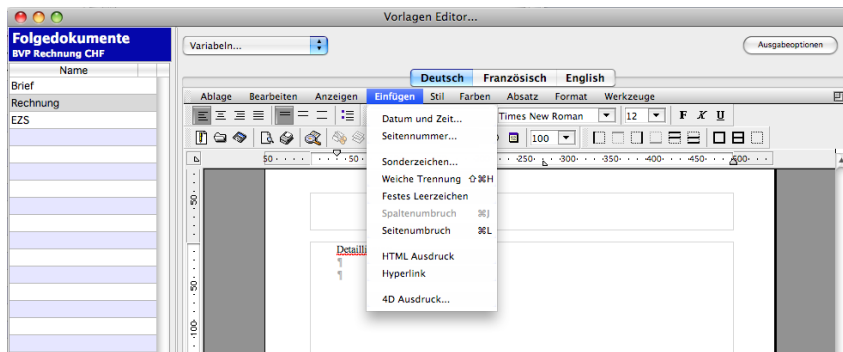 Vorlagen Editor...
Folgedokumente
BVP Rechnung CHF
Name
Brief
Rechnung
EZS
Variabeln...
Ausgabeoptionen
Deutsch Französisch English
Ablage Bearbeiten Anzeigen Einfügen Stil Farben Absatz Format Werkzeuge
Times New Roman 12 F K U
100
50 50 250 300 350 400 450 500
Datum und Zeit...
Seitennummer...
Sonderzeichen...
Weiche Trennung ⇧⌘H
Festes Leerzeichen
Spaltenumbruch ⌘J
Seitenumbruch ⌘L
HTML Ausdruck
Hyperlink
4D Ausdruck...
50
Detailli
¶
¶
50
100